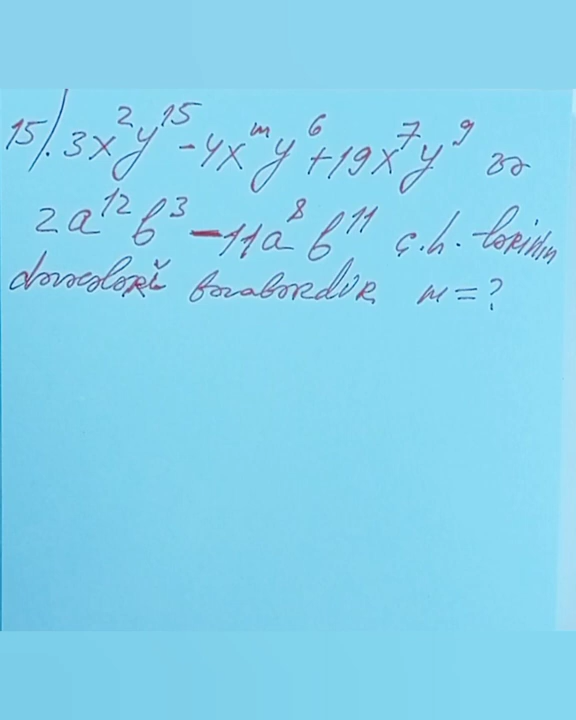 15). 3x²y¹⁵ - 4xᵐy⁶ + 19x⁷y⁹ və
2a¹²b³ - 11a⁸b¹¹ ç.h. lərinin
dərəcələri bərabərdir m = ?